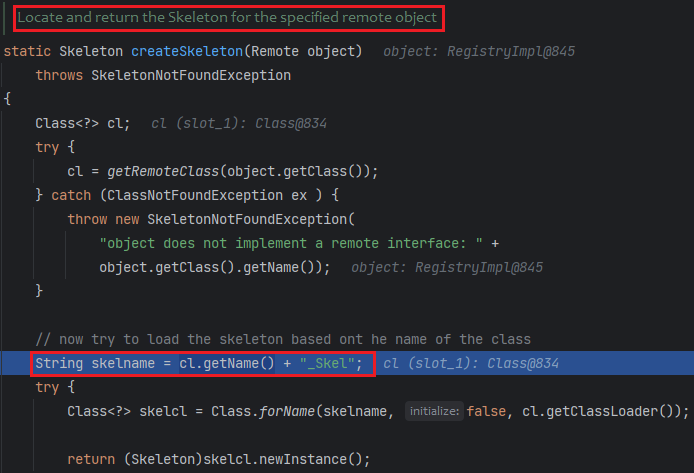 Locate and return the Skeleton for the specified remote object
static Skeleton createSkeleton(Remote object)   object: RegistryImpl@845
    throws SkeletonNotFoundException
{
    Class<?> cl;   cl (slot_1): Class@834
    try {
        cl = getRemoteClass(object.getClass());
    } catch (ClassNotFoundException ex ) {
        throw new SkeletonNotFoundException(
            "object does not implement a remote interface: " +
            object.getClass().getName());   object: RegistryImpl@845
    }
    // now try to load the skeleton based ont he name of the class
    String skelname = cl.getName() + "_Skel";   cl (slot_1): Class@834
    try {
        Class<?> skelcl = Class.forName(skelname, initialize: false, cl.getClassLoader());
        return (Skeleton)skelcl.newInstance();